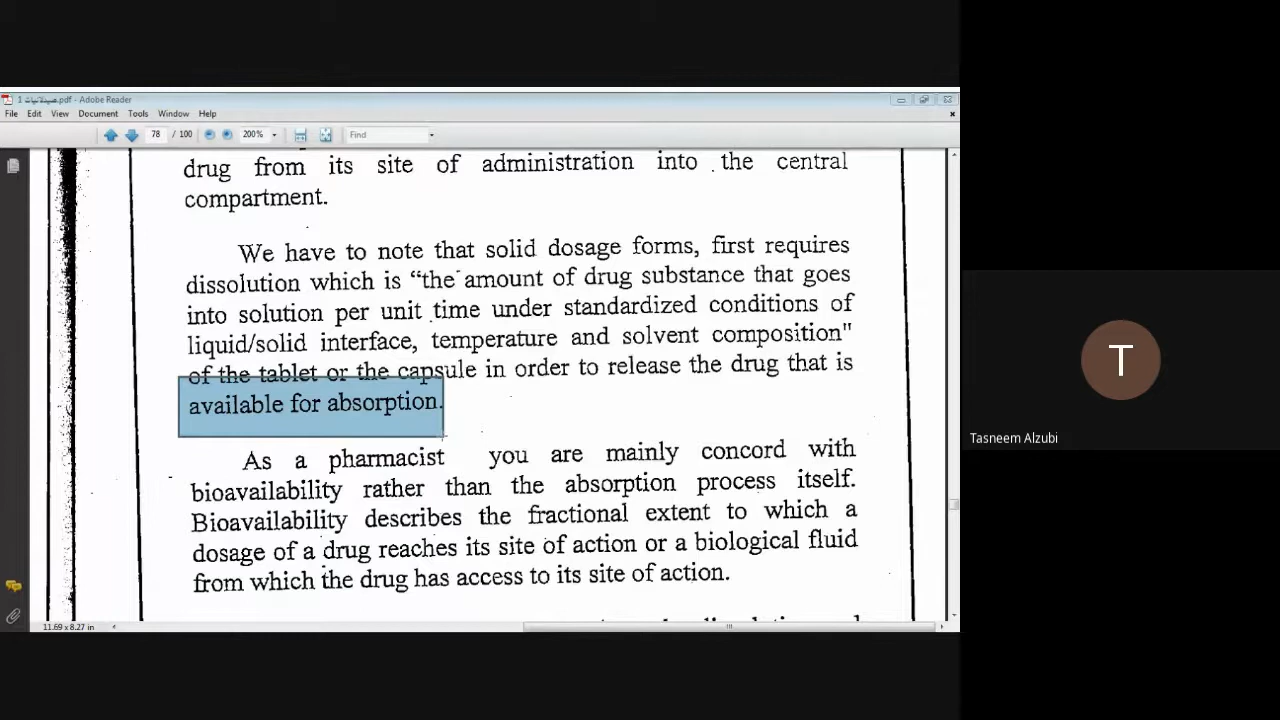 1 صيدلانيات.pdf - Adobe Reader
File Edit View Document Tools Window Help
78 / 100 200% Find
drug from its site of administration into the central
compartment.
We have to note that solid dosage forms, first requires
dissolution which is “the amount of drug substance that goes
into solution per unit time under standardized conditions of
liquid/solid interface, temperature and solvent composition"
of the tablet or the capsule in order to release the drug that is
available for absorption.
As a pharmacist you are mainly concord with
bioavailability rather than the absorption process itself.
Bioavailability describes the fractional extent to which a
dosage of a drug reaches its site of action or a biological fluid
from which the drug has access to its site of action.
11.69 x 8.27 in
T
Tasneem Alzubi